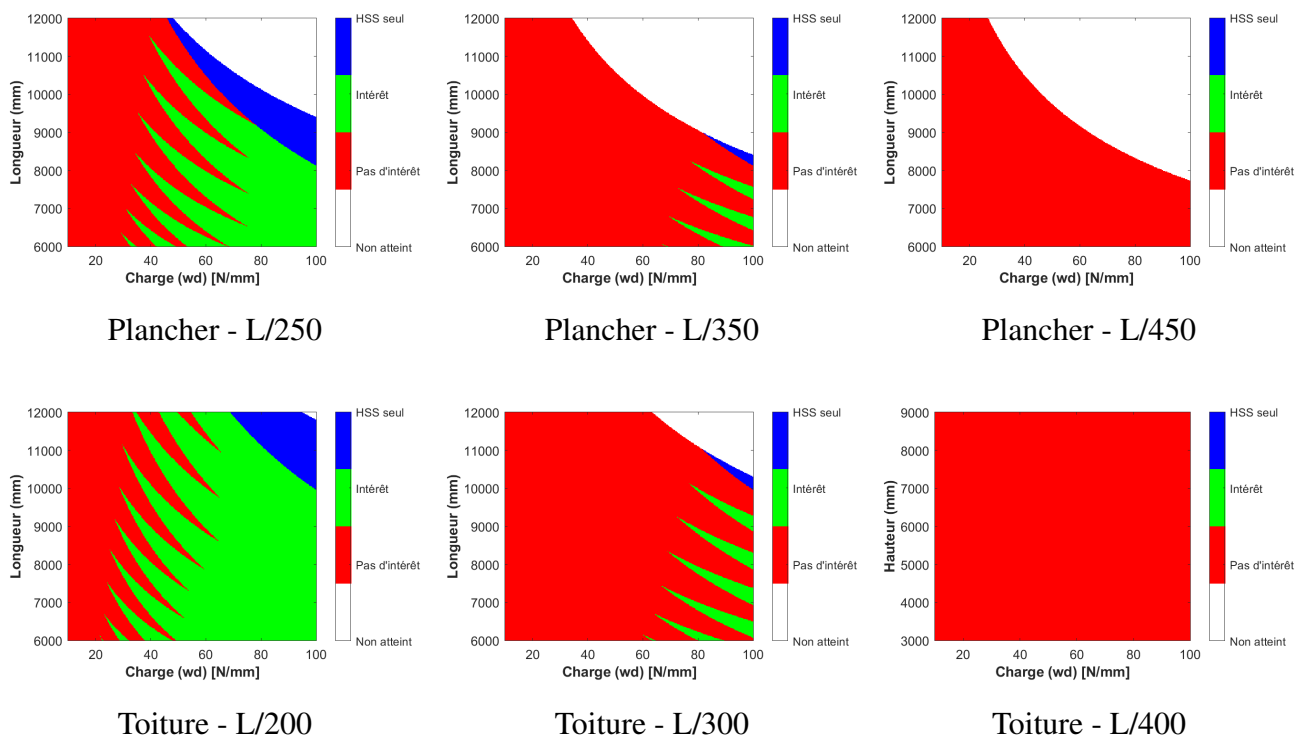 12000
11000
10000
9000
8000
7000
6000
Longueur (mm)
20 40 60 80 100
Charge (wd) [N/mm]
HSS seul
Intérêt
Pas d'intérêt
Non atteint
Plancher - L/250
12000
11000
10000
9000
8000
7000
6000
Longueur (mm)
20 40 60 80 100
Charge (wd) [N/mm]
HSS seul
Intérêt
Pas d'intérêt
Non atteint
Plancher - L/350
12000
11000
10000
9000
8000
7000
6000
Longueur (mm)
20 40 60 80 100
Charge (wd) [N/mm]
HSS seul
Intérêt
Pas d'intérêt
Non atteint
Plancher - L/450
12000
11000
10000
9000
8000
7000
6000
Longueur (mm)
20 40 60 80 100
Charge (wd) [N/mm]
HSS seul
Intérêt
Pas d'intérêt
Non atteint
Toiture - L/200
12000
11000
10000
9000
8000
7000
6000
Longueur (mm)
20 40 60 80 100
Charge (wd) [N/mm]
HSS seul
Intérêt
Pas d'intérêt
Non atteint
Toiture - L/300
9000
8000
7000
6000
5000
4000
3000
Hauteur (mm)
20 40 60 80 100
Charge (wd) [N/mm]
HSS seul
Intérêt
Pas d'intérêt
Non atteint
Toiture - L/400